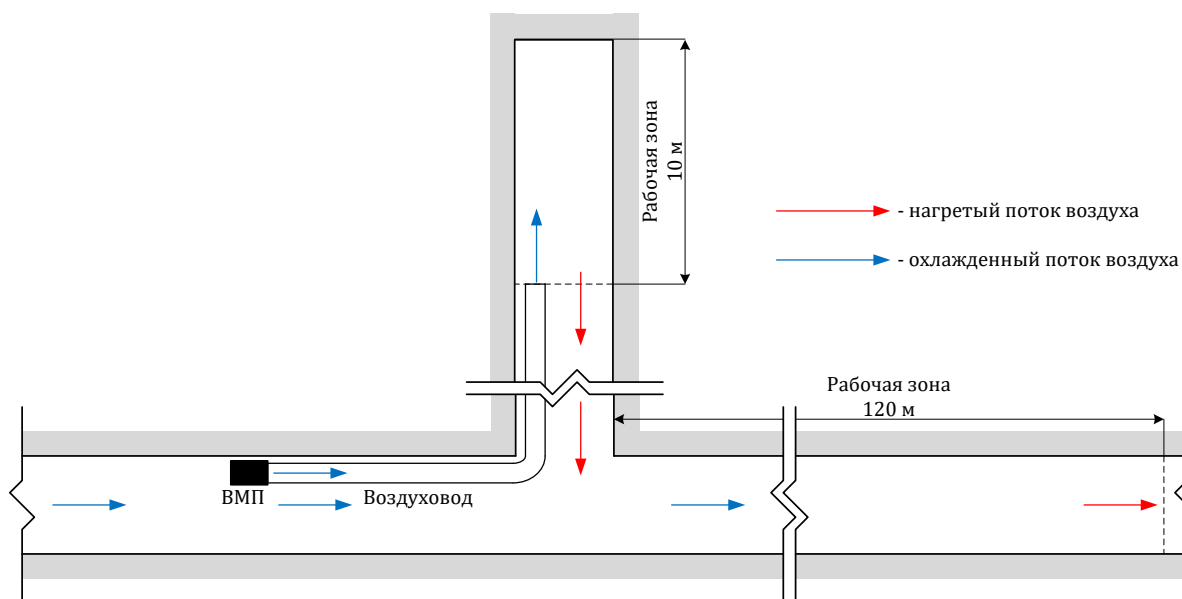 Рабочая зона
10 м
- нагретый поток воздуха
- охлажденный поток воздуха
Рабочая зона
120 м
ВМП
Воздуховод